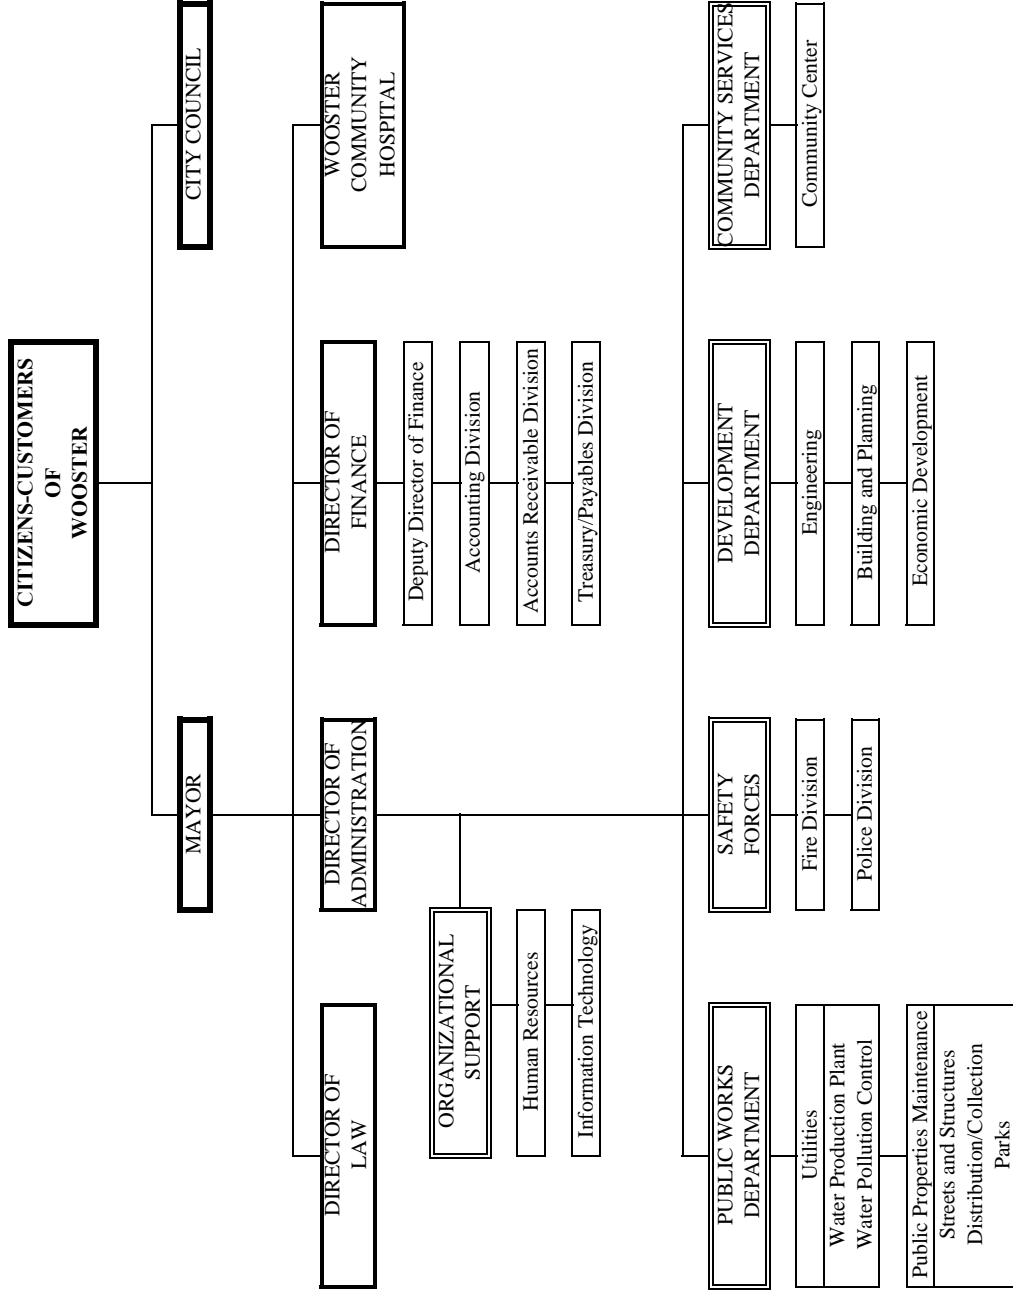 CITIZENS-CUSTOMERS
OF
WOOSTER
MAYOR
CITY COUNCIL
DIRECTOR OF
LAW
DIRECTOR OF
ADMINISTRATION
DIRECTOR OF
FINANCE
WOOSTER
COMMUNITY
HOSPITAL
Deputy Director of Finance
Accounting Division
Accounts Receivable Division
Treasury/Payables Division
ORGANIZATIONAL
SUPPORT
Human Resources
Information Technology
PUBLIC WORKS
DEPARTMENT
Utilities
Water Production Plant
Water Pollution Control
Public Properties Maintenance
Streets and Structures
Distribution/Collection
Parks
SAFETY
FORCES
Fire Division
Police Division
DEVELOPMENT
DEPARTMENT
Engineering
Building and Planning
Economic Development
COMMUNITY SERVICES
DEPARTMENT
Community Center